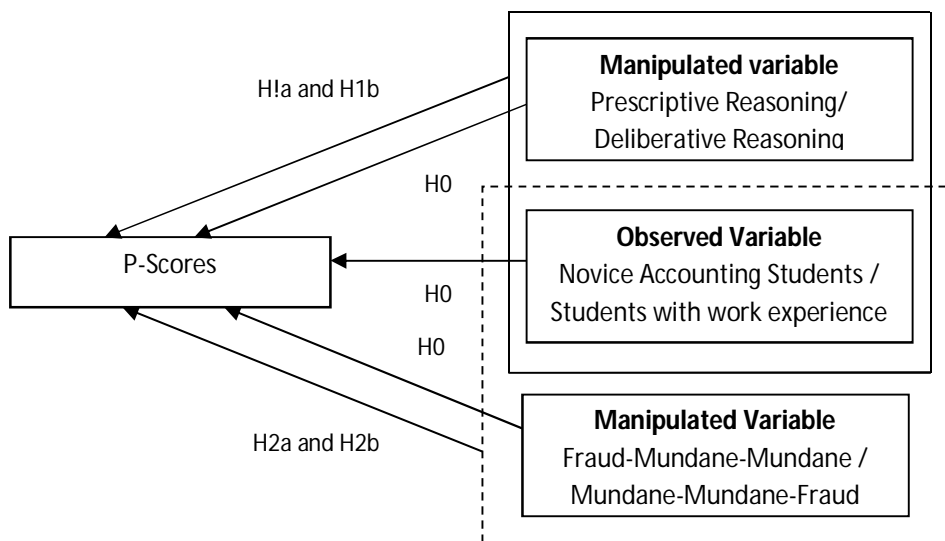 Manipulated variable
Prescriptive Reasoning/
Deliberative Reasoning
H!a and H1b
H0
Observed Variable
Novice Accounting Students /
Students with work experience
P-Scores
H0
H0
Manipulated Variable
Fraud-Mundane-Mundane /
Mundane-Mundane-Fraud
H2a and H2b